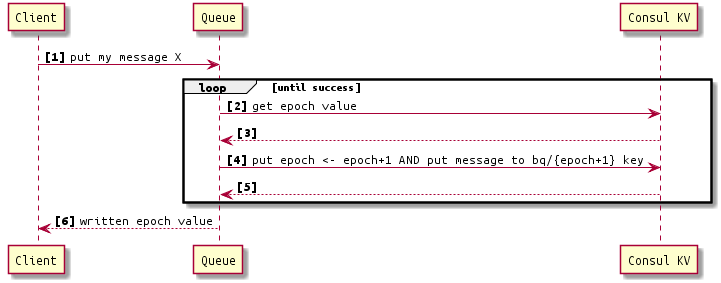 Client Queue Consul KV
[1] put my message X
loop [until success]
[2] get epoch value
[3]
[4] put epoch <- epoch+1 AND put message to bq/{epoch+1} key
[5]
[6] written epoch value
Client Queue Consul KV